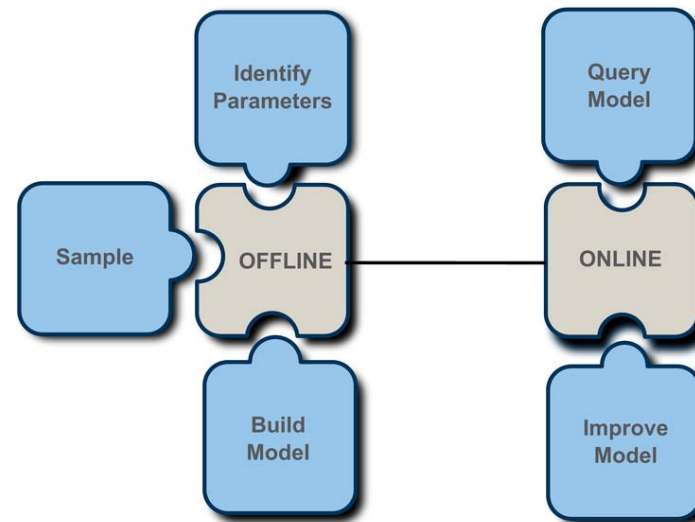 Identify
Parameters
Query
Model
Sample
OFFLINE
ONLINE
Build
Model
Improve
Model